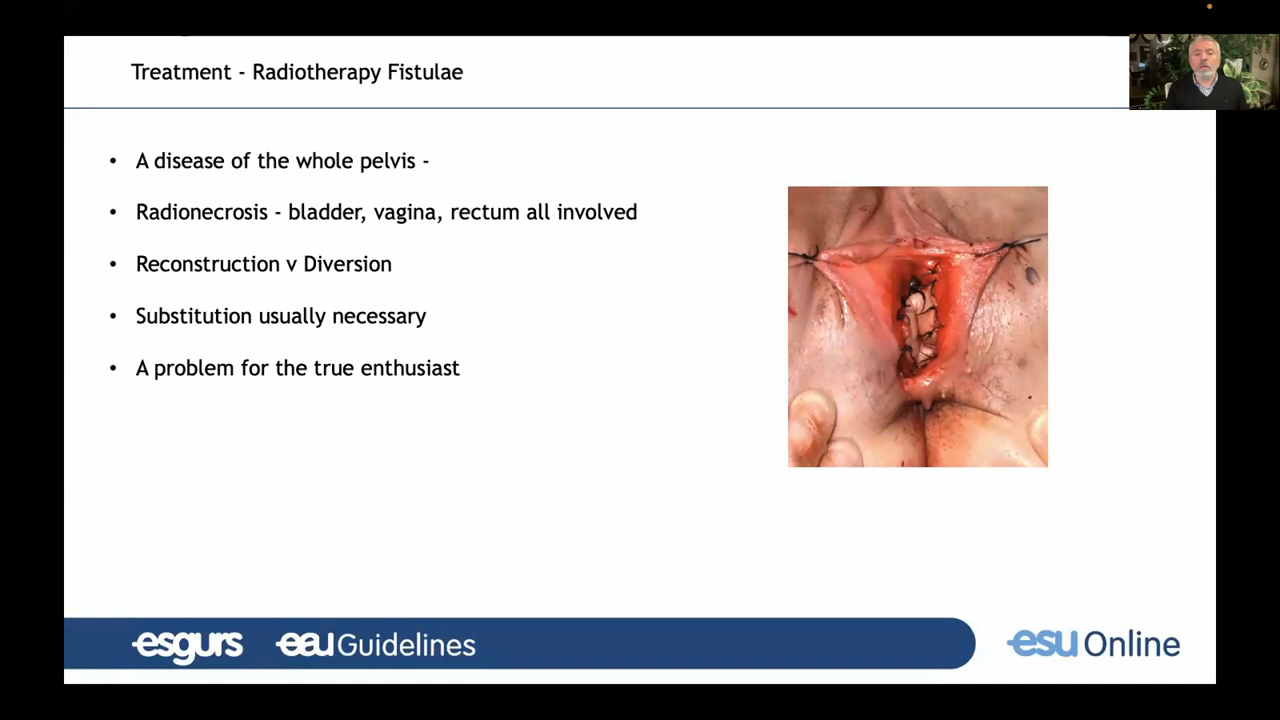 Treatment - Radiotherapy Fistulae
• A disease of the whole pelvis -
• Radionecrosis - bladder, vagina, rectum all involved
• Reconstruction v Diversion
• Substitution usually necessary
• A problem for the true enthusiast
esgurs eau Guidelines
esu Online